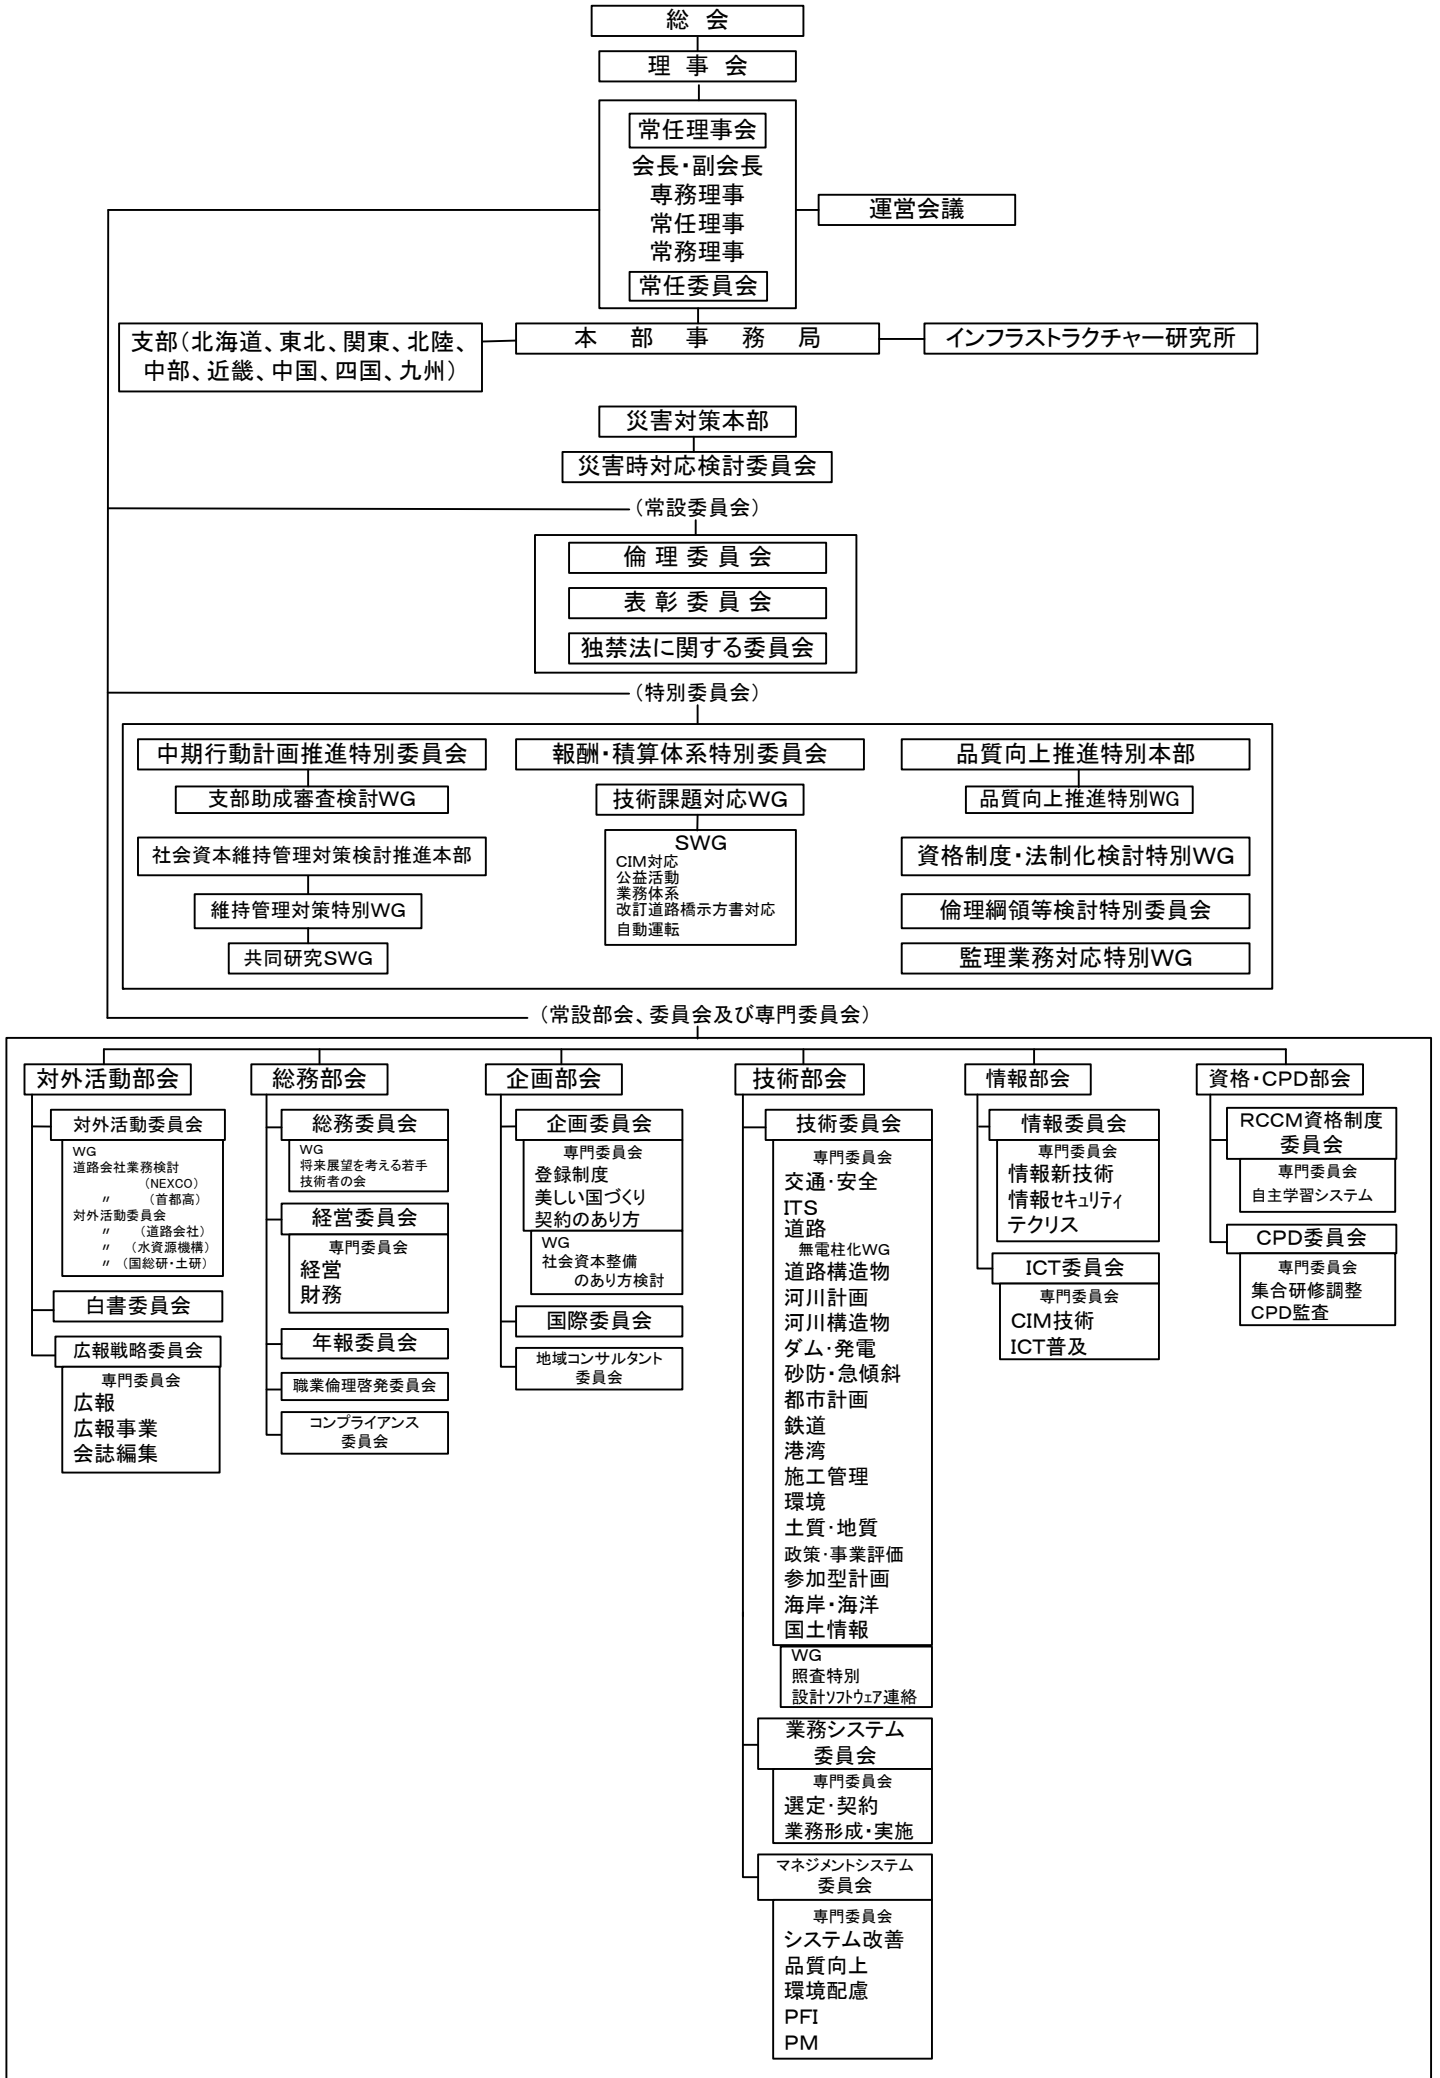 総 会
理 事 会
常任理事会
会長・副会長
専務理事
常任理事
常務理事
常任委員会
運営会議
支部（北海道、東北、関東、北陸、
中部、近畿、中国、四国、九州）
本 部 事 務 局
インフラストラクチャー研究所
災害対策本部
災害時対応検討委員会
（常設委員会）
倫 理 委 員 会
表 彰 委 員 会
独禁法に関する委員会
（特別委員会）
中期行動計画推進特別委員会
支部助成審査検討WG
社会資本維持管理対策検討推進本部
維持管理対策特別WG
共同研究SWG
報酬・積算体系特別委員会
技術課題対応WG
SWG
CIM対応
公益活動
業務体系
改訂道路橋示方書対応
自動運転
品質向上推進特別本部
品質向上推進特別WG
資格制度・法制化検討特別WG
倫理綱領等検討特別委員会
監理業務対応特別WG
（常設部会、委員会及び専門委員会）
対外活動部会
対外活動委員会
WG
道路会社業務検討
（NEXCO）
〃 （首都高）
対外活動委員会
〃 （道路会社）
〃 （水資源機構）
〃 （国総研・土研）
白書委員会
広報戦略委員会
専門委員会
広報
広報事業
会誌編集
総務部会
総務委員会
WG
将来展望を考える若手
技術者の会
経営委員会
専門委員会
経営
財務
年報委員会
職業倫理啓発委員会
コンプライアンス
委員会
企画部会
企画委員会
専門委員会
登録制度
美しい国づくり
契約のあり方
WG
社会資本整備
のあり方検討
国際委員会
地域コンサルタント
委員会
技術部会
技術委員会
専門委員会
交通・安全
ITS
道路
無電柱化WG
道路構造物
河川計画
河川構造物
ダム・発電
砂防・急傾斜
都市計画
鉄道
港湾
施工管理
環境
土質・地質
政策・事業評価
参加型計画
海岸・海洋
国土情報
WG
照査特別
設計ソフトウェア連絡
業務システム
委員会
専門委員会
選定・契約
業務形成・実施
マネジメントシステム
委員会
専門委員会
システム改善
品質向上
環境配慮
PFI
PM
情報部会
情報委員会
専門委員会
情報新技術
情報セキュリティ
テクリス
ICT委員会
専門委員会
CIM技術
ICT普及
資格・CPD部会
RCCM資格制度
委員会
専門委員会
自主学習システム
CPD委員会
専門委員会
集合研修調整
CPD監査